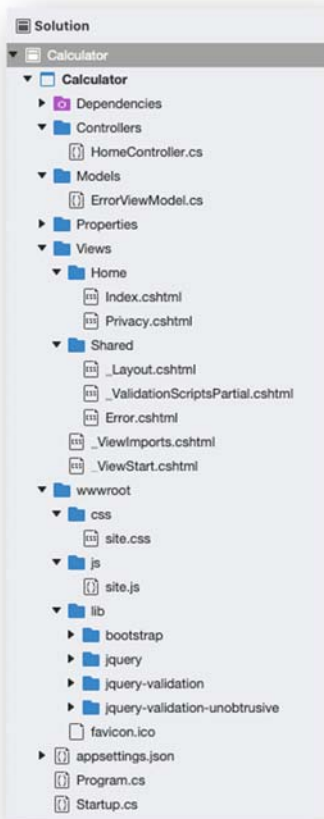 Solution
Calculator
Calculator
Dependencies
Controllers
HomeController.cs
Models
ErrorViewModel.cs
Properties
Views
Home
Index.cshtml
Privacy.cshtml
Shared
_Layout.cshtml
_ValidationScriptsPartial.cshtml
Error.cshtml
_ViewImports.cshtml
_ViewStart.cshtml
wwwroot
css
site.css
js
site.js
lib
bootstrap
jquery
jquery-validation
jquery-validation-unobtrusive
favicon.ico
appsettings.json
Program.cs
Startup.cs